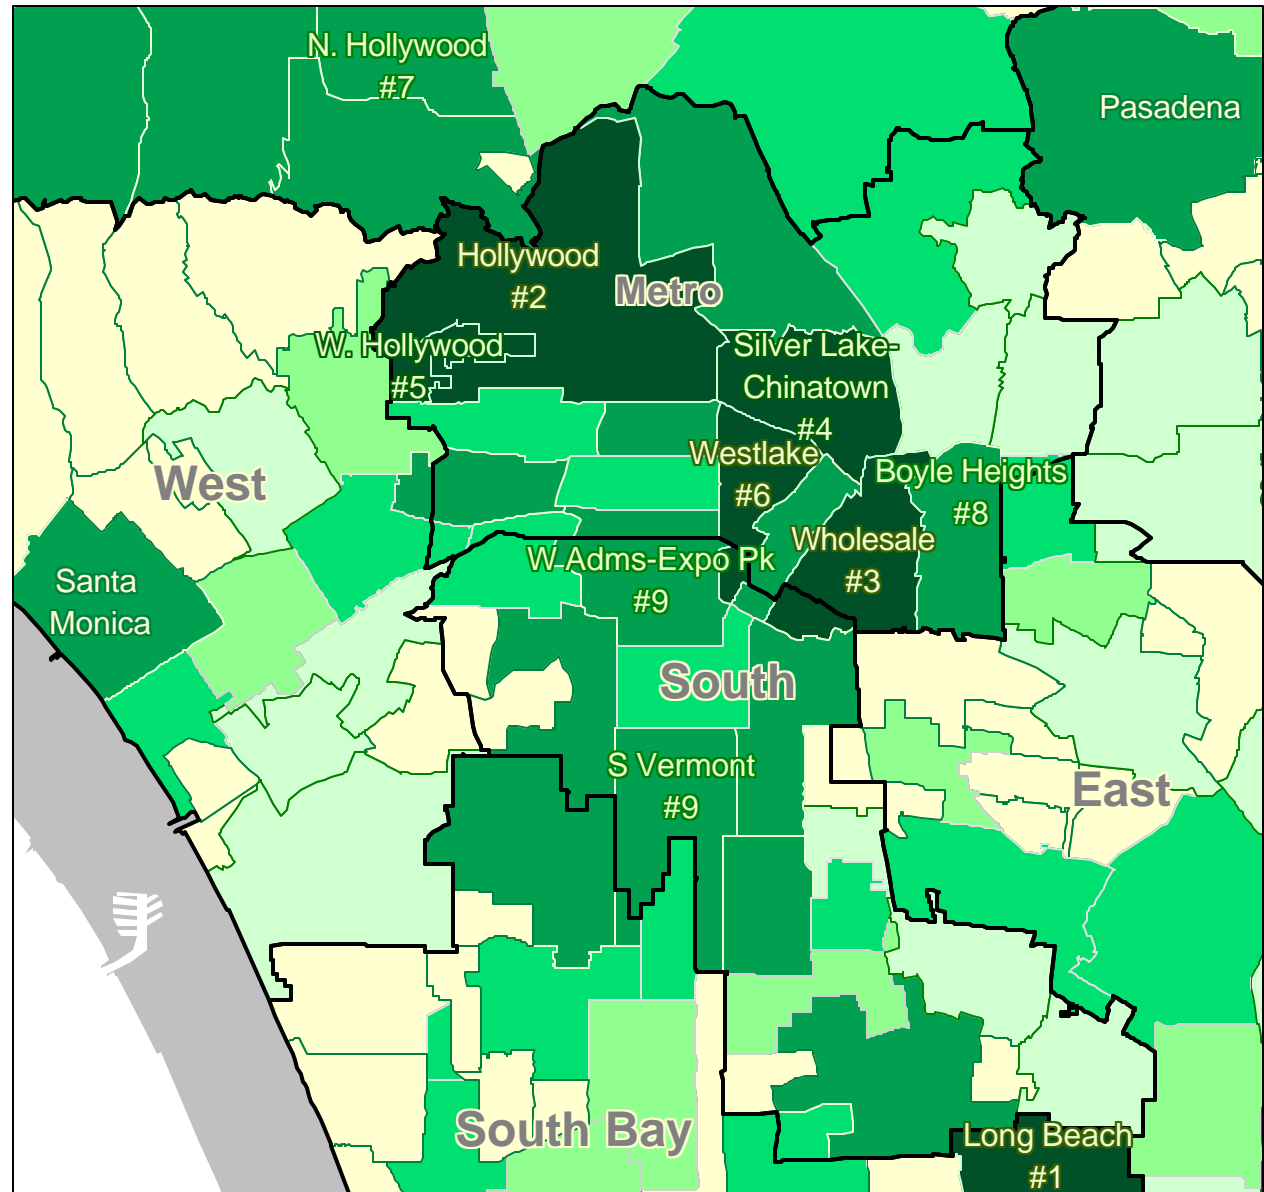 N. Hollywood
#7
Pasadena
Hollywood
#2
Metro
W. Hollywood
#5
Silver Lake-
Chinatown
#4
Westlake
#6
Boyle Heights
#8
West
Wholesale
#3
W Adms-Expo Pk
#9
Santa
Monica
South
S Vermont
#9
East
South Bay
Long Beach
#1